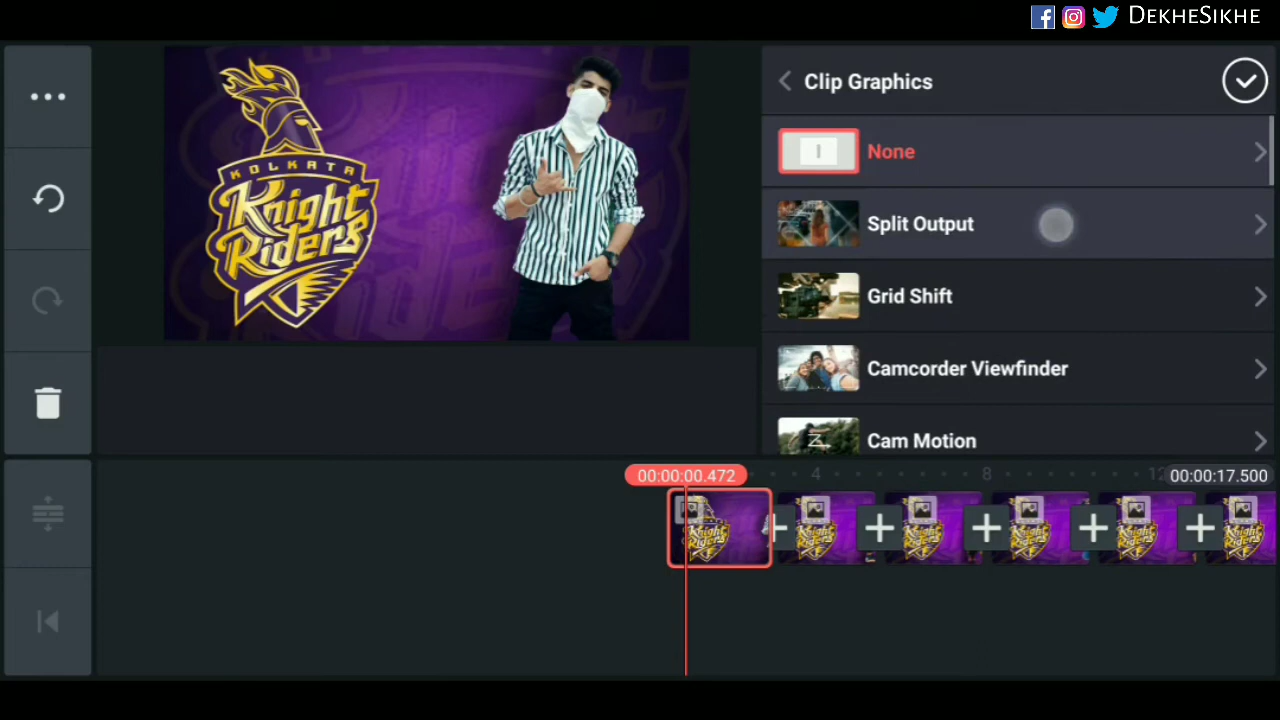 DekheSikhe
Clip Graphics
KOLKATA
Knight
Riders
None
Split Output
Grid Shift
Camcorder Viewfinder
Cam Motion
00:00:00.472
4
8
12
00:00:17.500